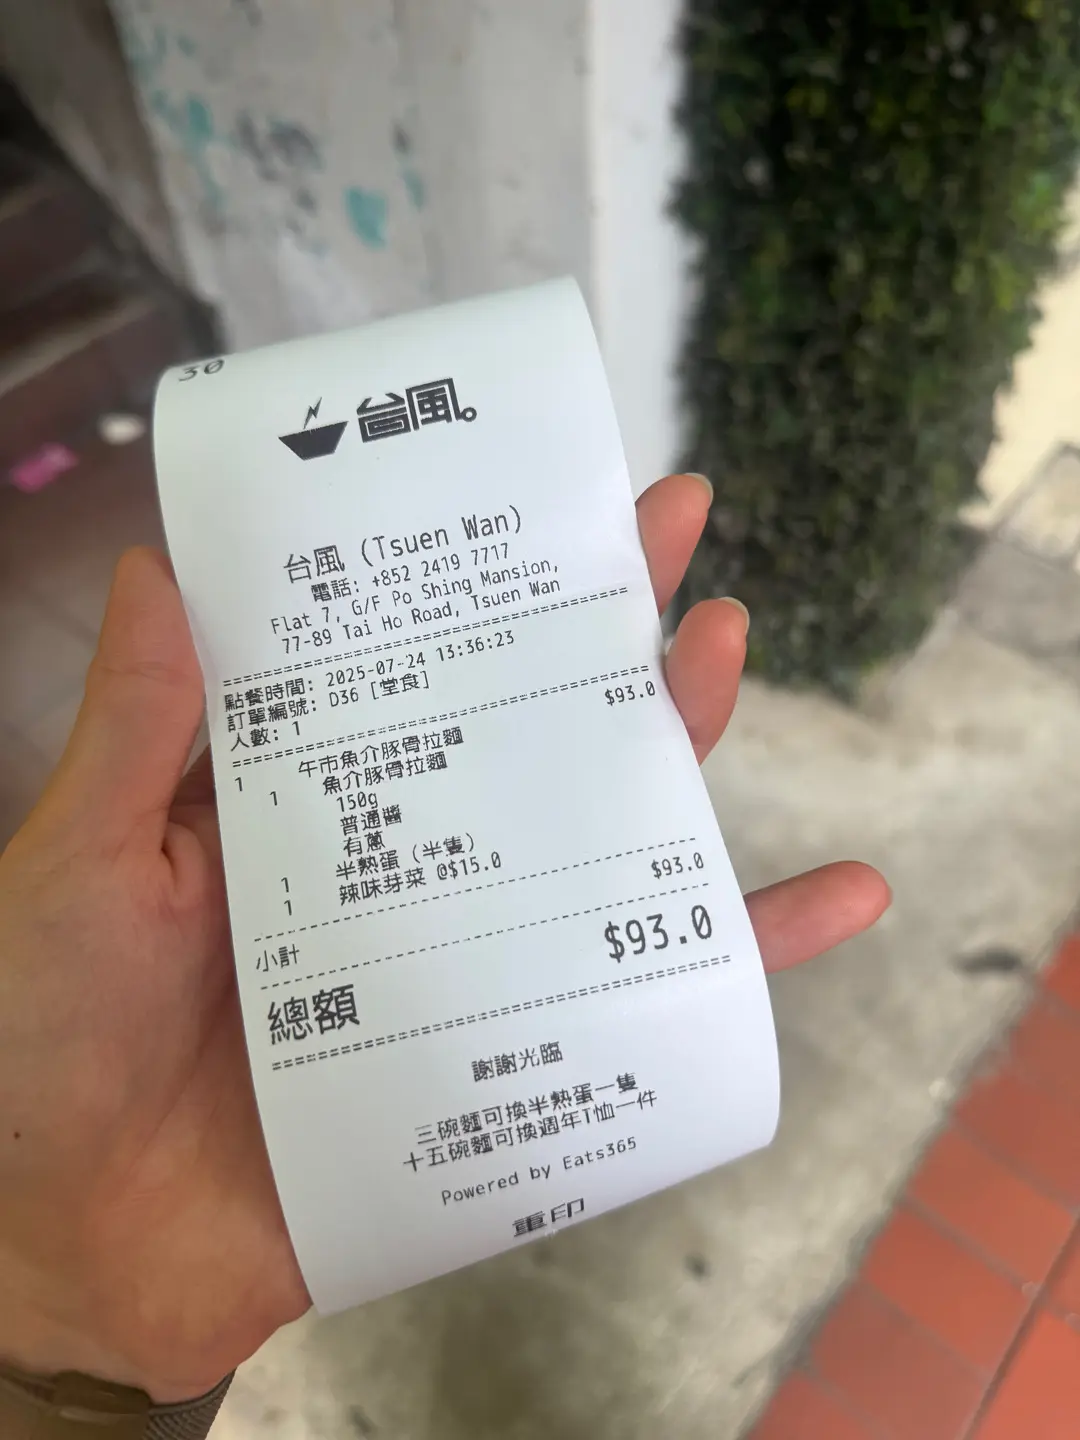 30
台風。
台風 (Tsuen Wan)
電話: +852 2419 7717
Flat 7, G/F Po Shing Mansion,
77-89 Tai Ho Road, Tsuen Wan
點餐時間: 2025-07-24 13:36:23
訂單編號: D36 [堂食]
人數: 1
1 午市魚介豚骨拉麵 $93.0
1 魚介豚骨拉麵
150g
普通醬
有蔥
1 半熟蛋 (半隻)
1 辣味芽菜 @$15.0
小計 $93.0
總額 $93.0
謝謝光臨
三碗麵可換半熟蛋一隻
十五碗麵可換週年T恤一件
Powered by Eats365
重印